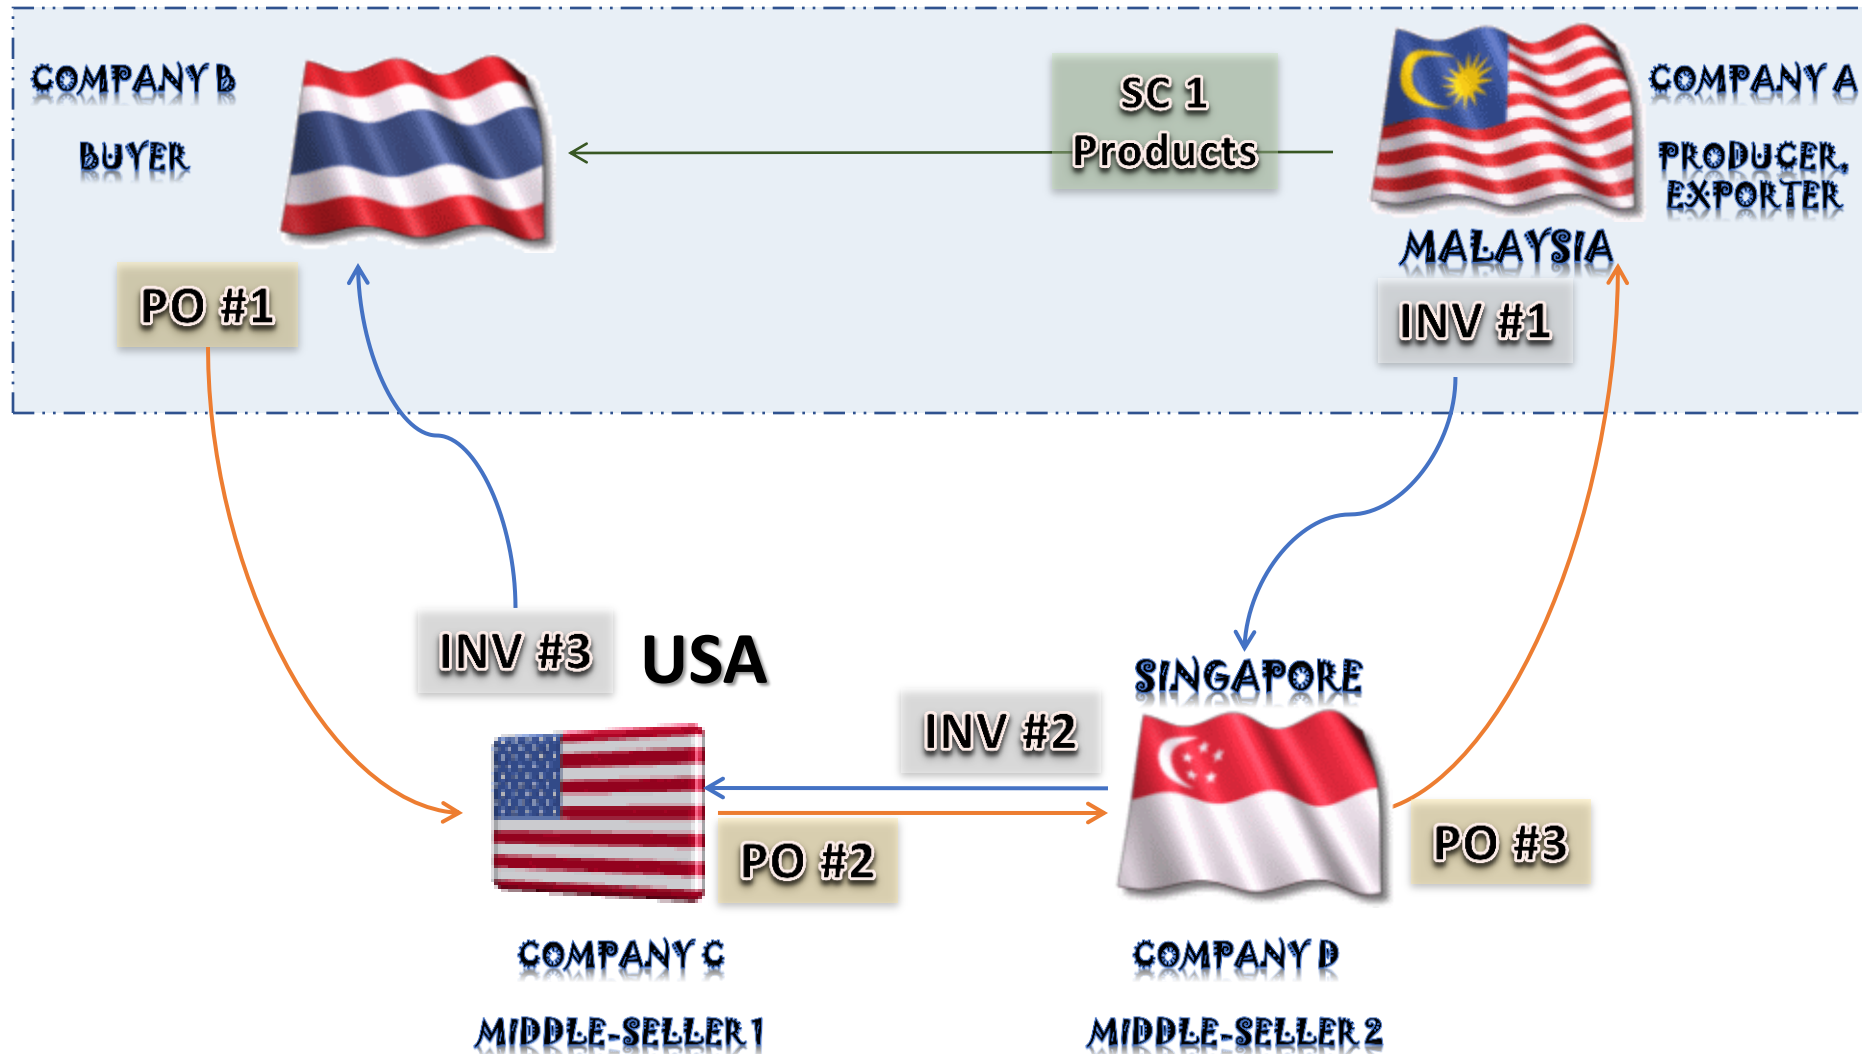 COMPANY B
BUYER
SC 1
Products
COMPANY A
PRODUCER,
EXPORTER
MALAYSIA
PO #1
INV #1
INV #3
USA
SINGAPORE
INV #2
PO #2
PO #3
COMPANY C
MIDDLE-SELLER 1
COMPANY D
MIDDLE-SELLER 2